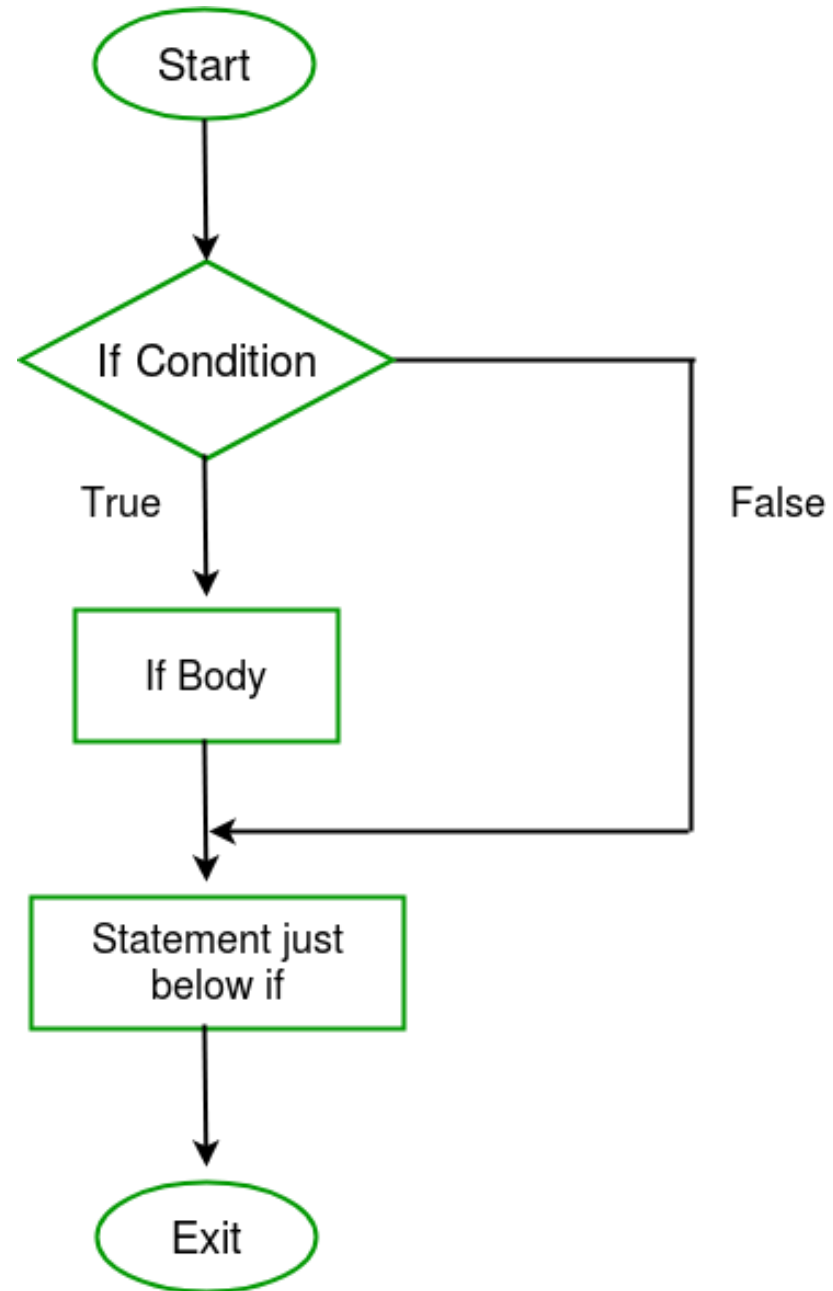 Start
If Condition
True
False
If Body
Statement just
below if
Exit